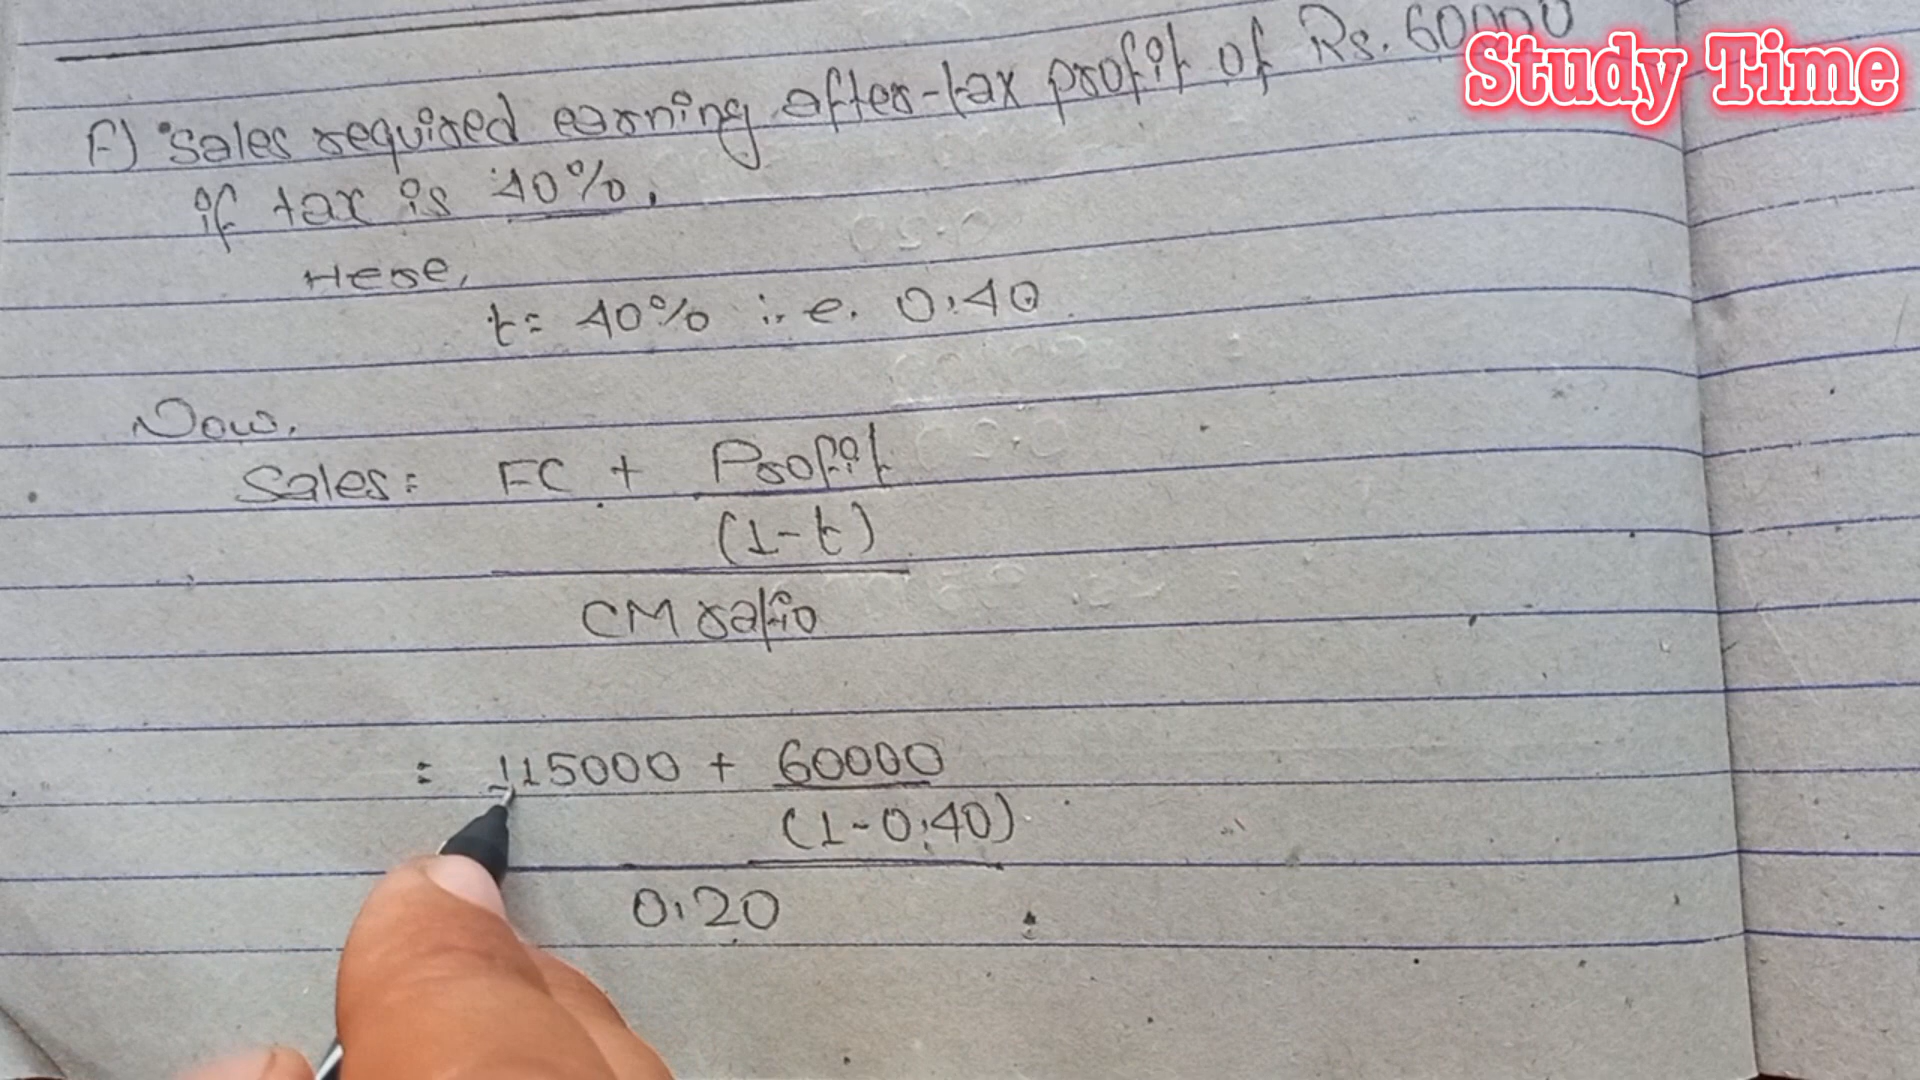 Study Time
F) Sales required earning after-tax profit of Rs. 60000
if tax is 40%.
Here,
t = 40% i.e. 0.40
Now,
Sales = FC + Profit
(1-t)
CM ratio
= 115000 + 60000
(1-0.40)
0.20